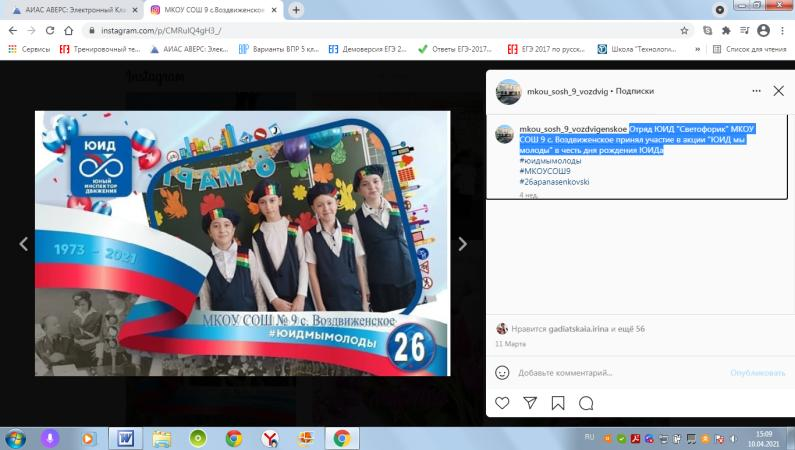 АИАС АВЕРС: Электронный Кла
МКОУ СОШ 9 с.Воздвиженское
instagram.com/p/CMRulQ4gH3_/
Сервисы
Тренировочный те...
АИАС АВЕРС: Элек...
Варианты ВПР 5 кл...
Демоверсия ЕГЭ 2...
Ответы ЕГЭ-2017...
ЕГЭ 2017 по русск...
Школа "Технологи...
»
Список для чтения
Instagram
mkou_sosh_9_vozdvig • Подписки
mkou_sosh_9_vozdvigenskoe Отряд ЮИД "Светофорик" МКОУ
СОШ 9 с. Воздвиженское принял участие в акции "ЮИД мы
молоды" в честь дня рождения ЮИДа
#юидмымолоды
#МКОУСОШ9
#26apanasenkovski
4 нед.
ЮИД
ЮНЫЙ
ИНСПЕКТОР
ДВИЖЕНИЯ
1973 – 2021
МКОУ СОШ № 9 с. Воздвиженское
#ЮИДМЫМОЛОДЫ
26
Нравится gadiatskaia.irina и ещё 56
11 Марта
Добавьте комментарий...
Опубликовать
RU
15:09
10.04.2021